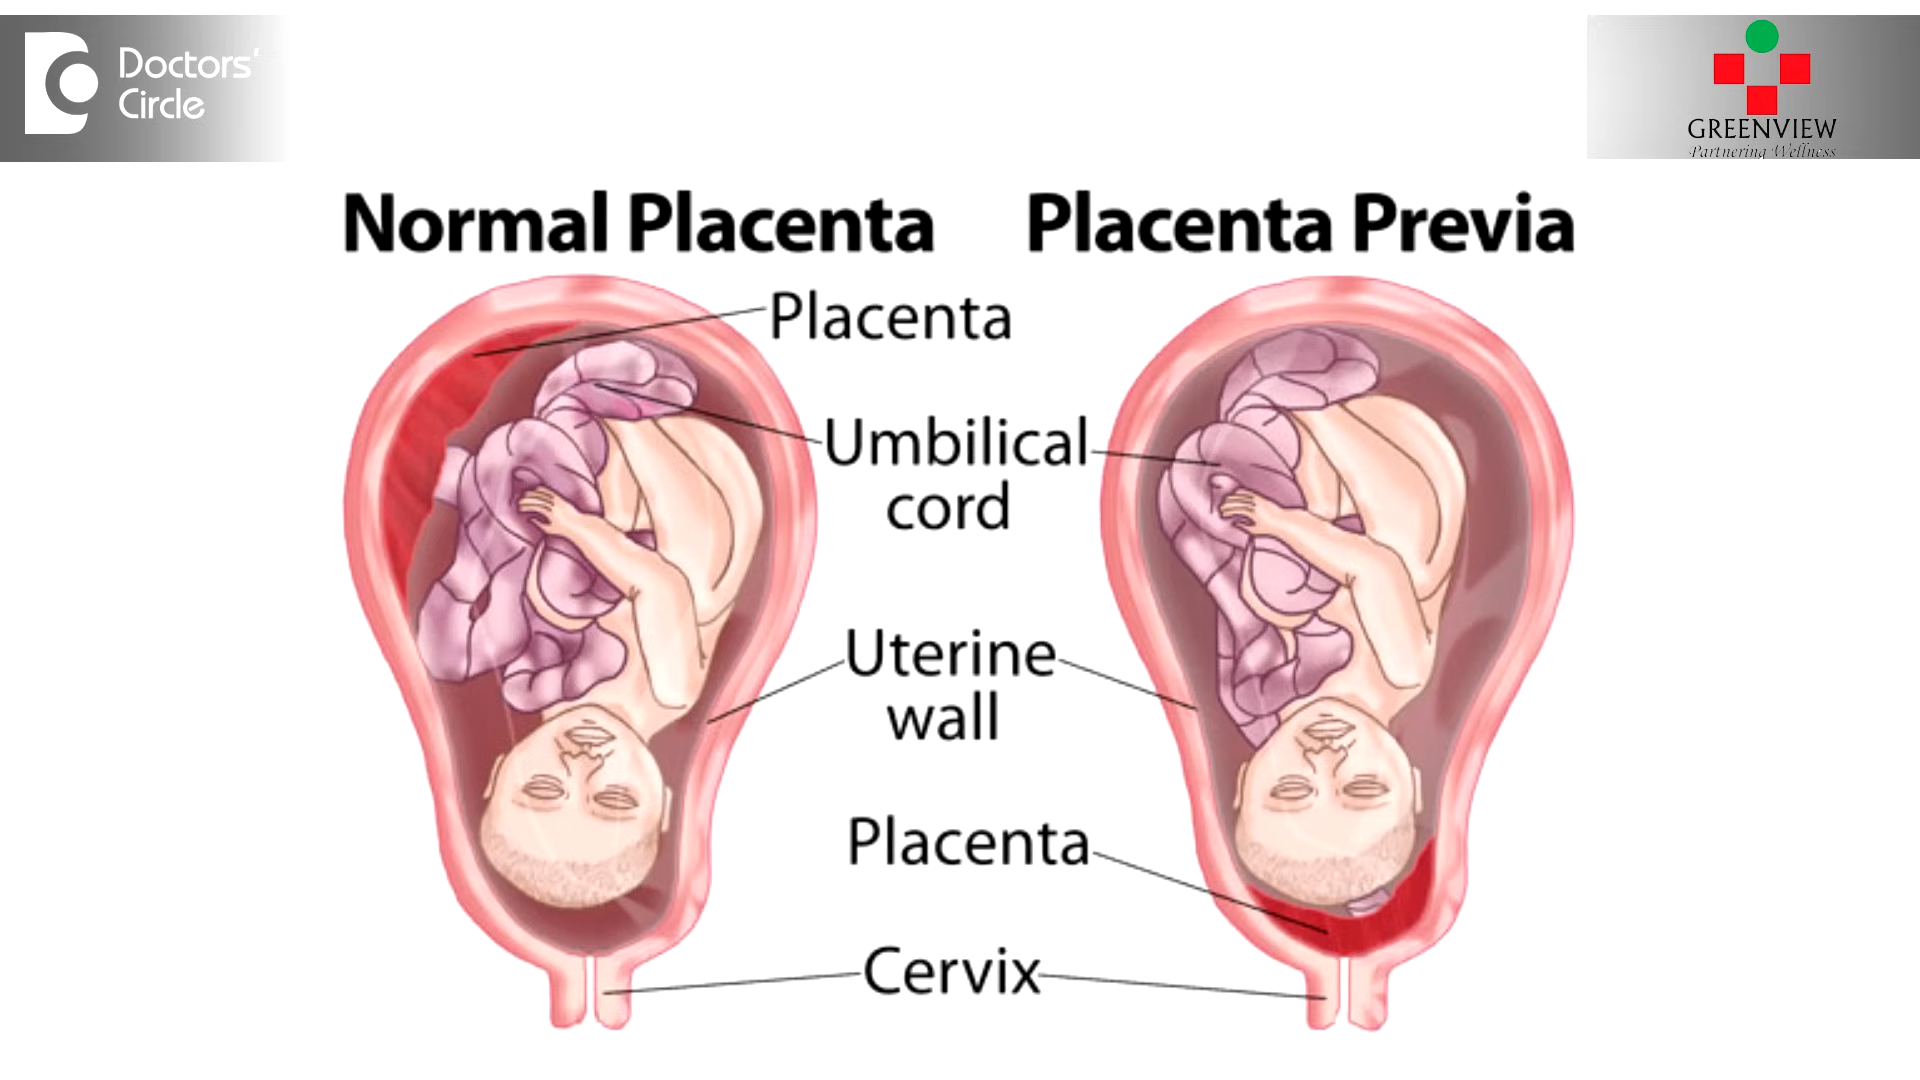 Doctors'
Circle
GREENVIEW
Partnering Wellness
Normal Placenta
Placenta Previa
Placenta
Umbilical
cord
Uterine
wall
Placenta
Cervix